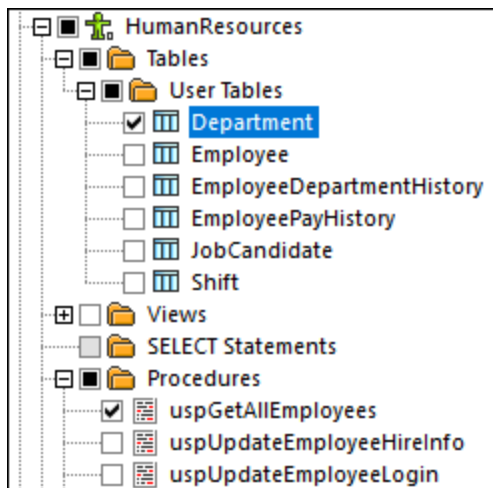 HumanResources
Tables
User Tables
Department
Employee
EmployeeDepartmentHistory
EmployeePayHistory
JobCandidate
Shift
Views
SELECT Statements
Procedures
uspGetAllEmployees
uspUpdateEmployeeHireInfo
uspUpdateEmployeeLogin